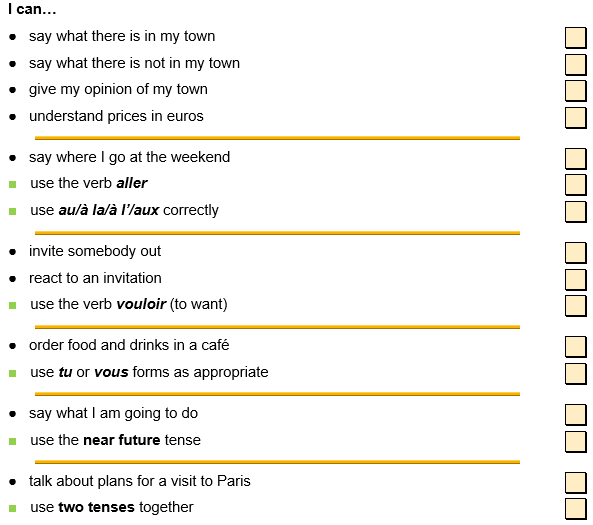 I can…
● say what there is in my town
● say what there is not in my town
● give my opinion of my town
● understand prices in euros
● say where I go at the weekend
■ use the verb aller
■ use au/à la/à l'/aux correctly
● invite somebody out
● react to an invitation
■ use the verb vouloir (to want)
● order food and drinks in a café
■ use tu or vous forms as appropriate
● say what I am going to do
■ use the near future tense
● talk about plans for a visit to Paris
■ use two tenses together